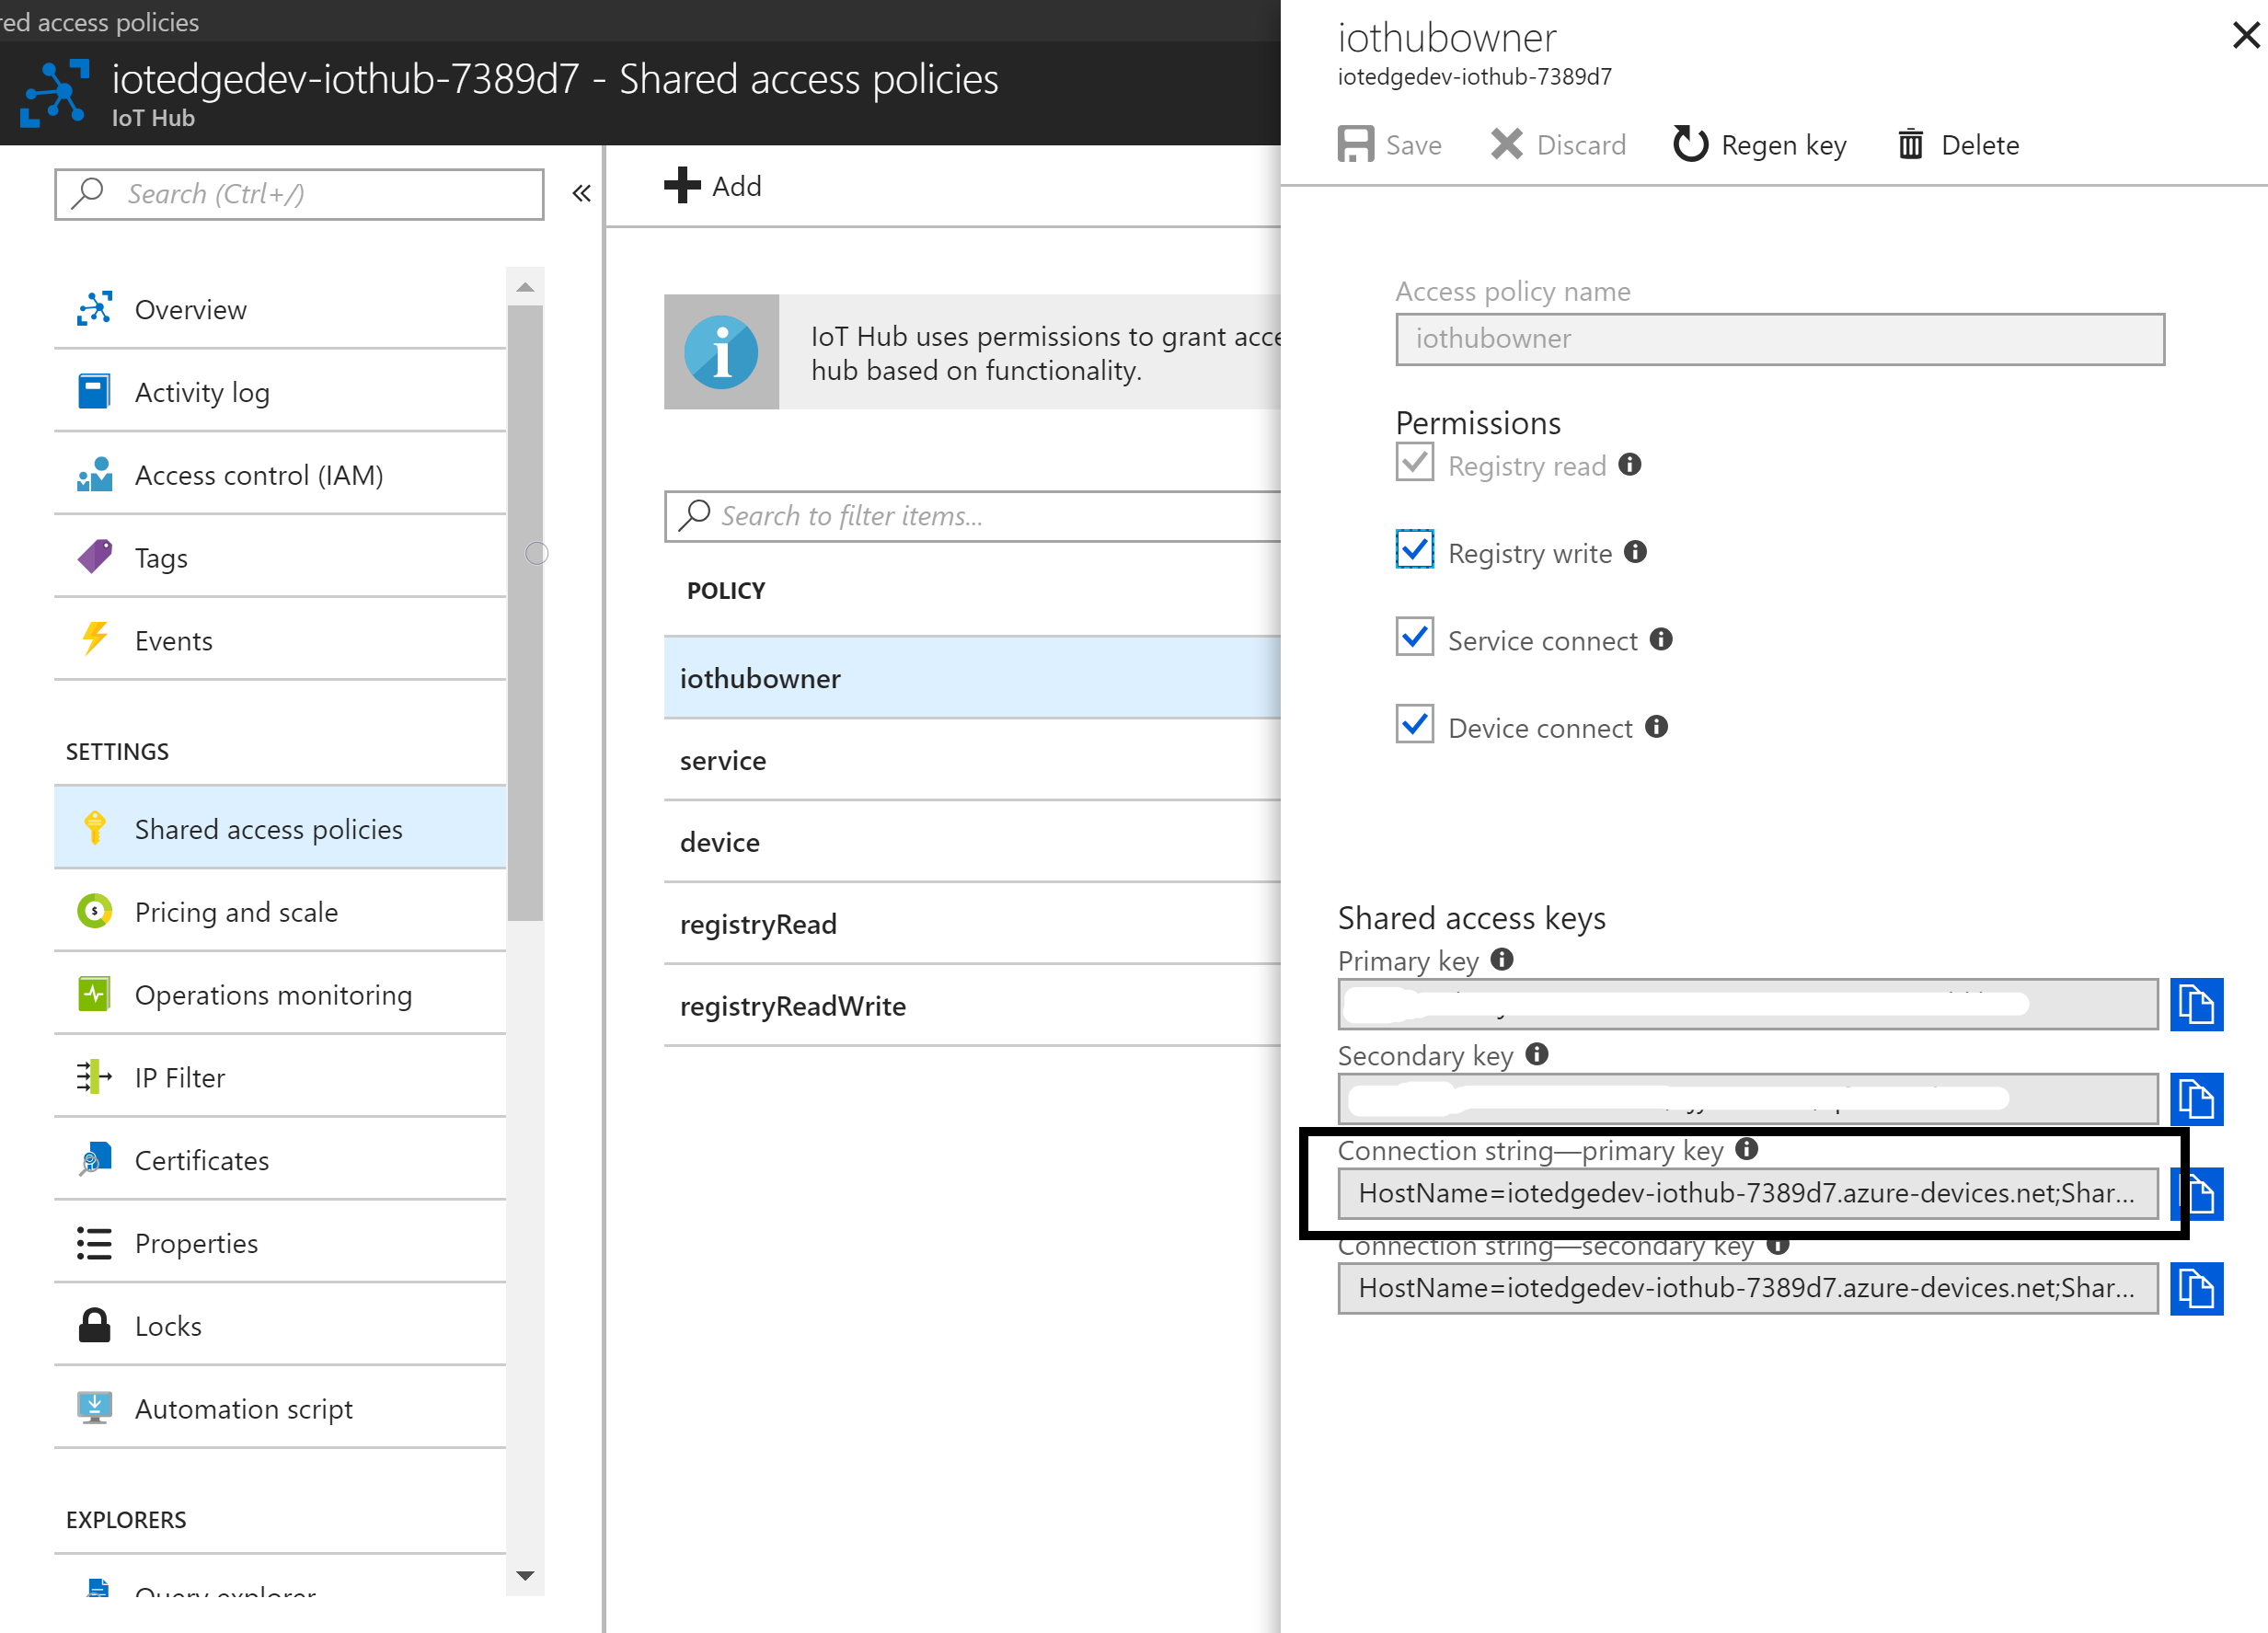 red access policies
iotedgedev-iothub-7389d7 - Shared access policies
IoT Hub
Search (Ctrl+/)
Overview
Activity log
Access control (IAM)
Tags
Events
SETTINGS
Shared access policies
Pricing and scale
Operations monitoring
IP Filter
Certificates
Properties
Locks
Automation script
EXPLORERS
Query explorer
Add
IoT Hub uses permissions to grant acce
hub based on functionality.
Search to filter items...
POLICY
iothubowner
service
device
registryRead
registryReadWrite
iothubowner
iotedgedev-iothub-7389d7
Save Discard Regen key Delete
Access policy name
iothubowner
Permissions
Registry read
Registry write
Service connect
Device connect
Shared access keys
Primary key
Secondary key
Connection string—primary key
HostName=iotedgedev-iothub-7389d7.azure-devices.net;Shar...
Connection string—secondary key
HostName=iotedgedev-iothub-7389d7.azure-devices.net;Shar...